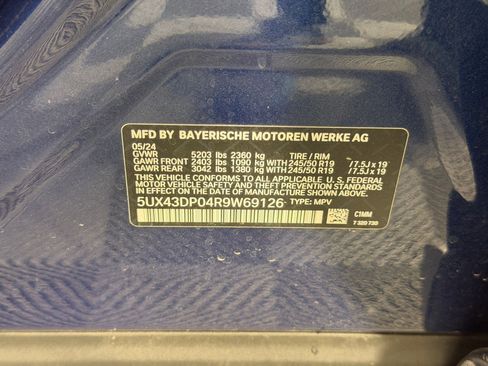 MFD BY BAYERISCHE MOTOREN WERKE AG
05/24
GVWR 5203 lbs 2360 kg TIRE / RIM
GAWR FRONT 2403 lbs 1090 kg WITH 245/50 R19 /7.5J x 19
GAWR REAR 3042 lbs 1380 kg WITH 245/50 R19 /7.5J x 19
THIS VEHICLE CONFORMS TO ALL APPLICABLE U. S. FEDERAL
MOTOR VEHICLE SAFETY STANDARDS IN EFFECT
ON THE DATE OF MANUFACTURE SHOWN ABOVE.
5UX43DP04R9W69126 TYPE: MPV
C1MM
7 320 720